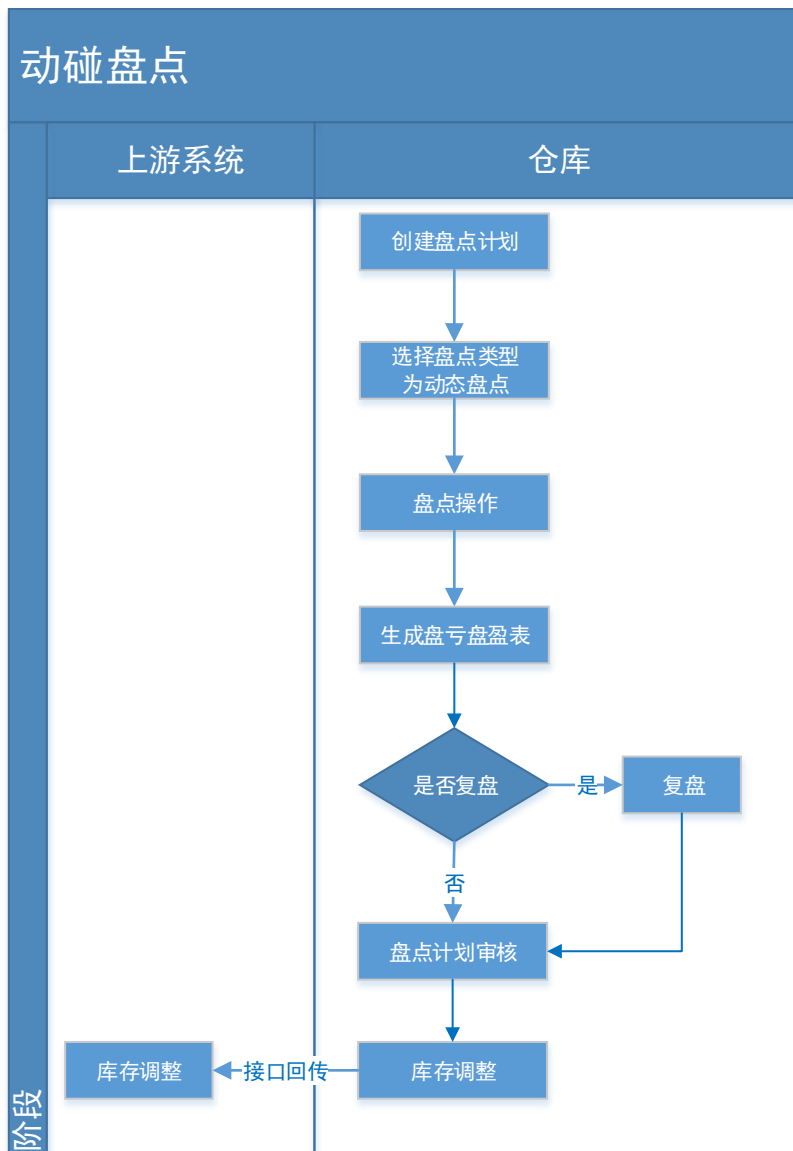 动碰盘点
上游系统
仓库
创建盘点计划
选择盘点类型
为动态盘点
盘点操作
生成盘亏盘盈表
是否复盘
是
复盘
否
盘点计划审核
库存调整
接口回传
库存调整
阶段